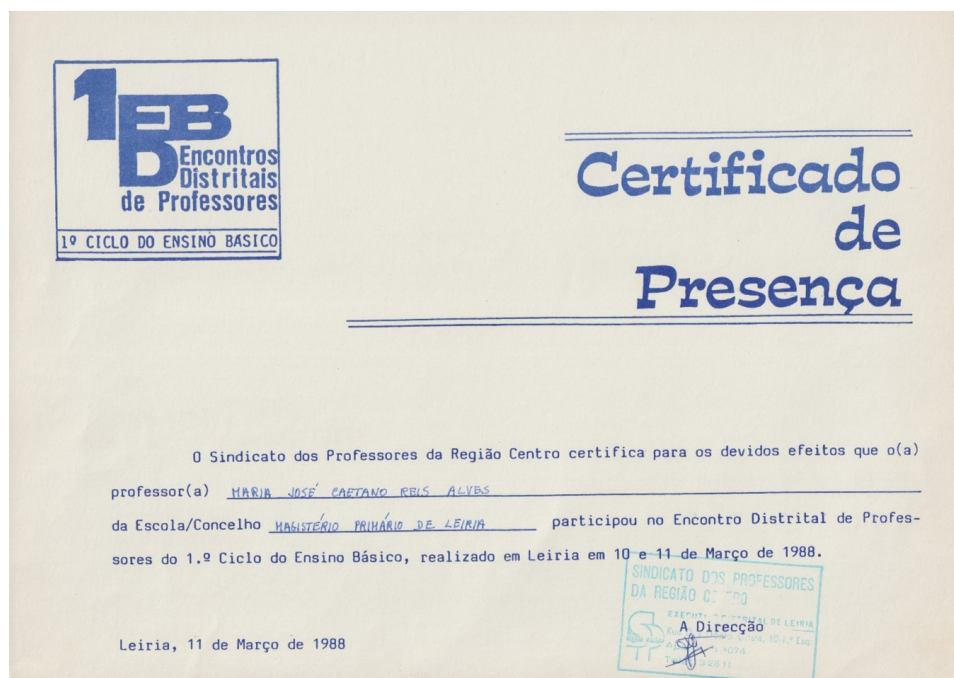 1EB
D Encontros
Distritais
de Professores
1º CICLO DO ENSINO BÁSICO
Certificado
de
Presença
O Sindicato dos Professores da Região Centro certifica para os devidos efeitos que o(a)
professor(a) MARIA JOSÉ CAETANO REIS ALVES
da Escola/Concelho MAGISTÉRIO PRIMÁRIO DE LEIRIA participou no Encontro Distrital de Profes-
sores do 1.º Ciclo do Ensino Básico, realizado em Leiria em 10 e 11 de Março de 1988.
SINDICATO DOS PROFESSORES
DA REGIÃO
DE LEIRIA
A Direcção
Leiria, 11 de Março de 1988